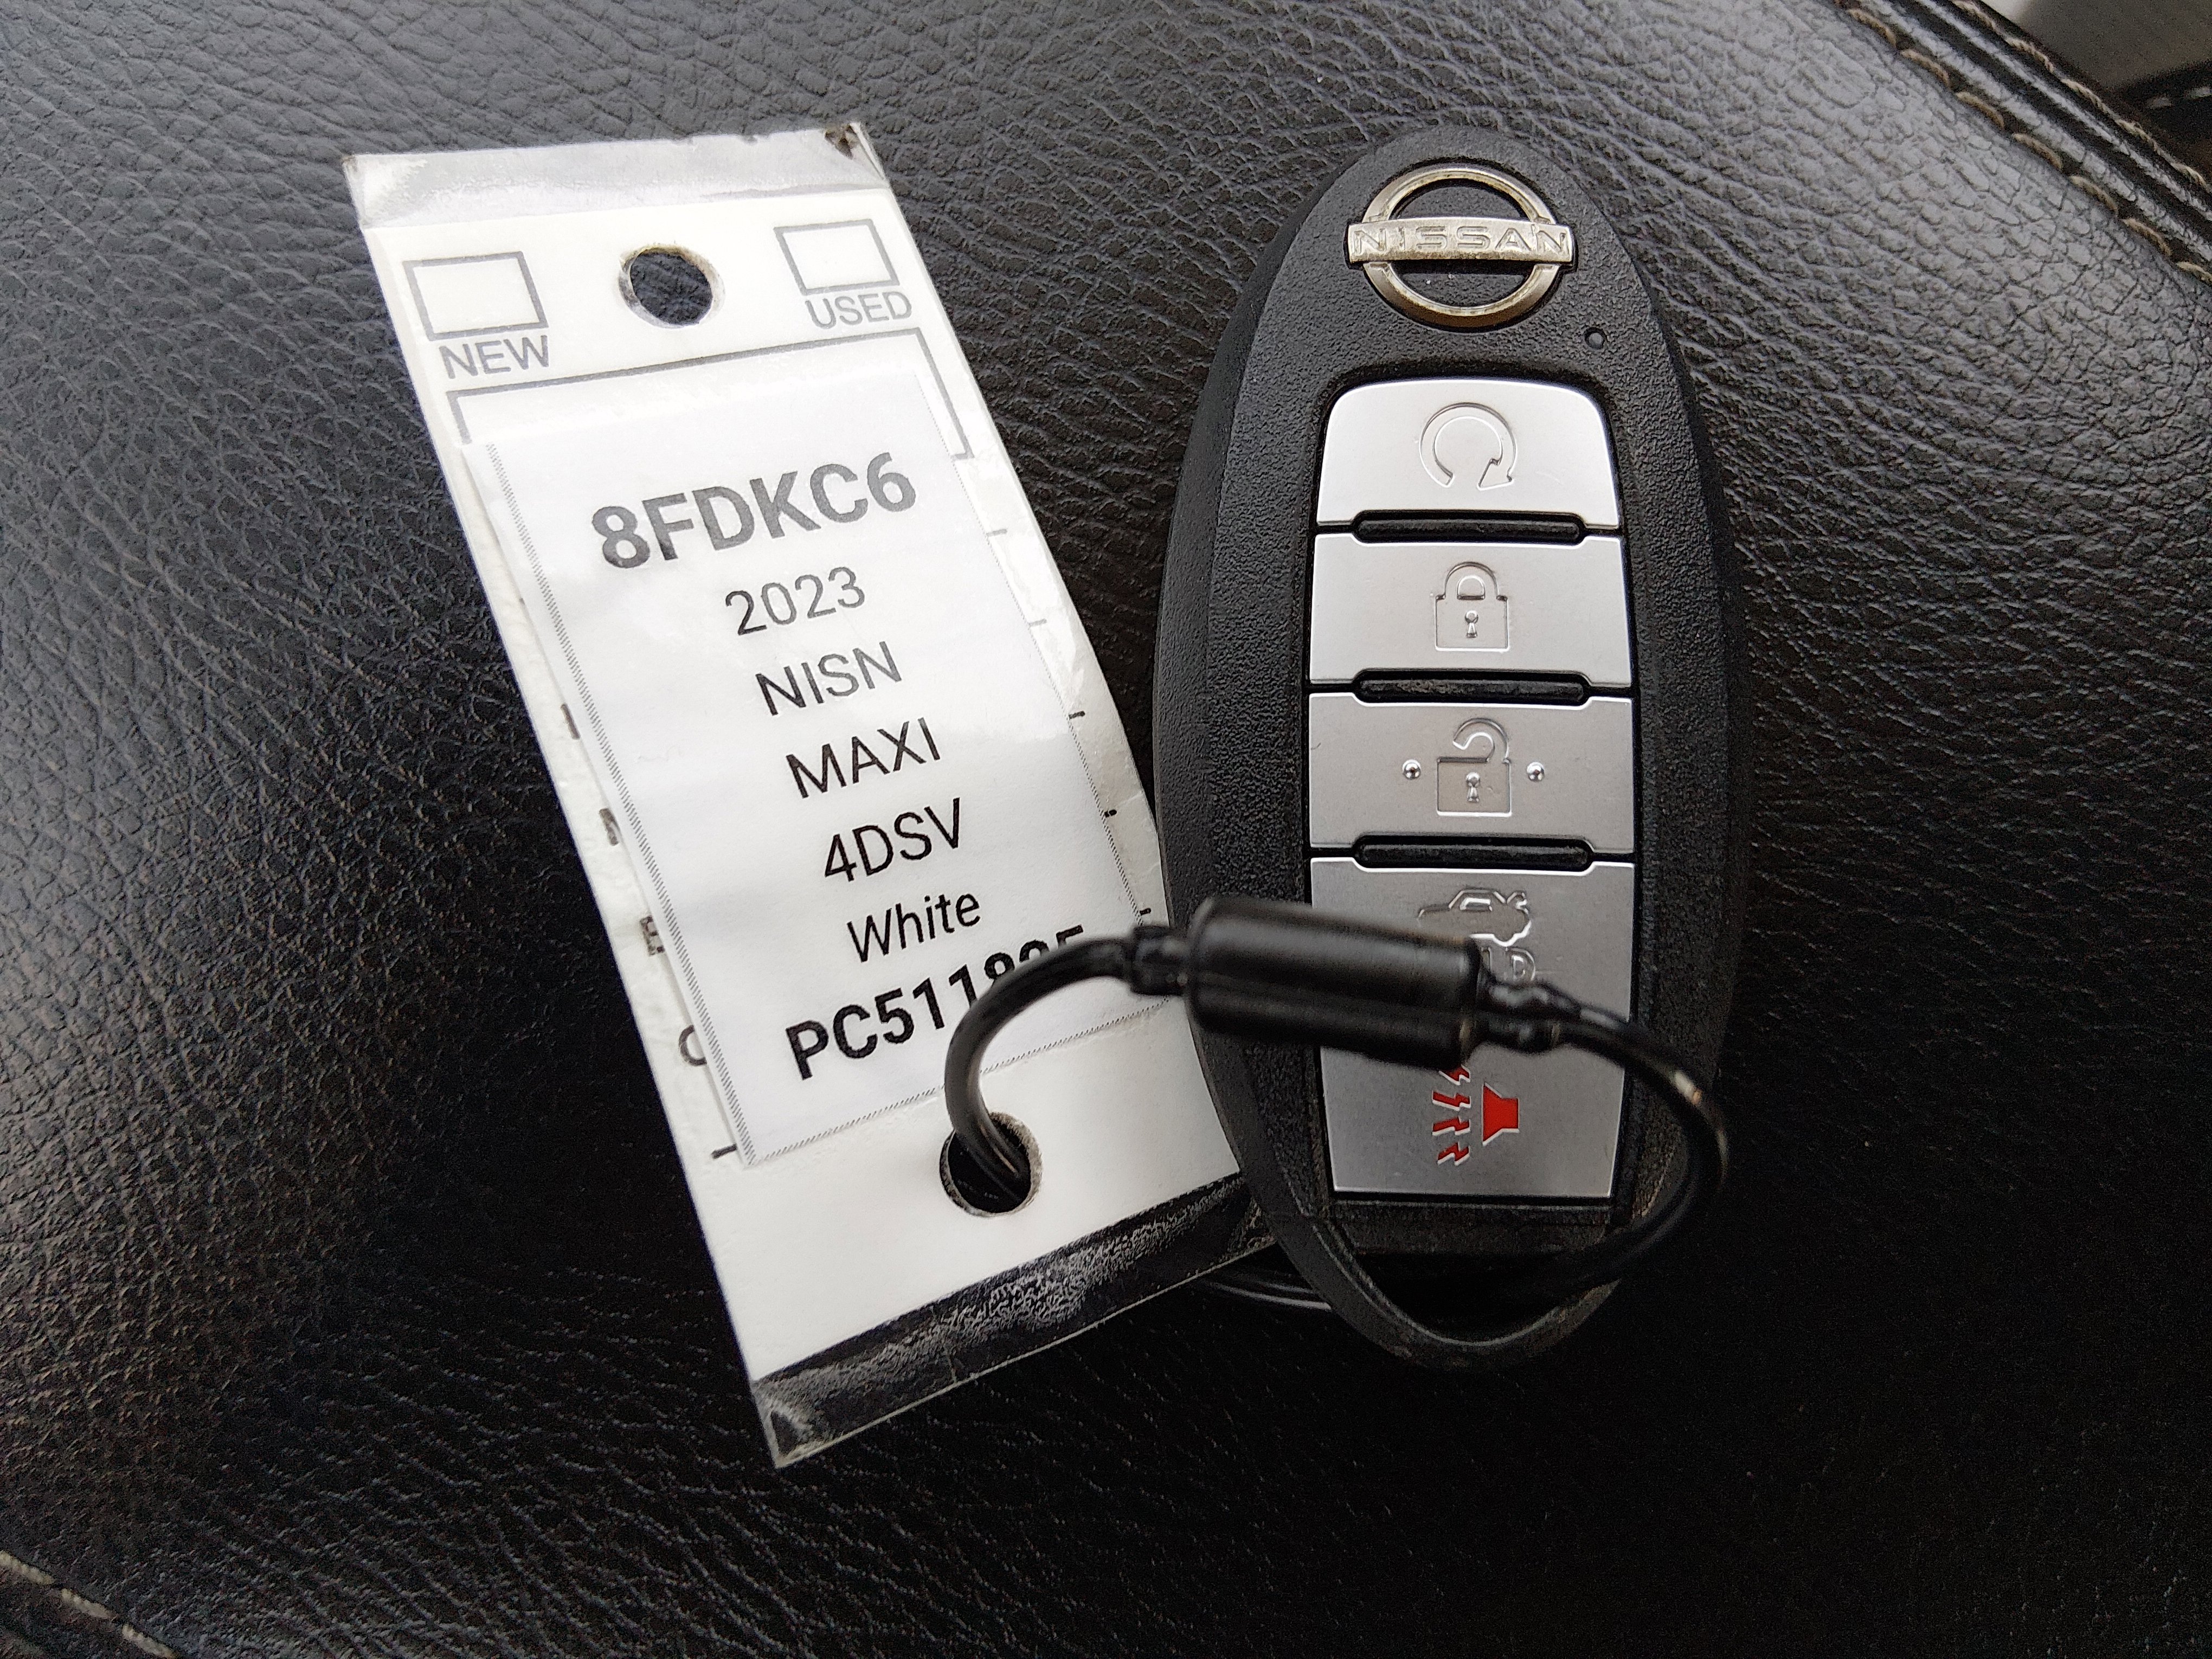 NEW
USED
8FDKC6
2023
NISN
MAXI
4DSV
White
NISSAN